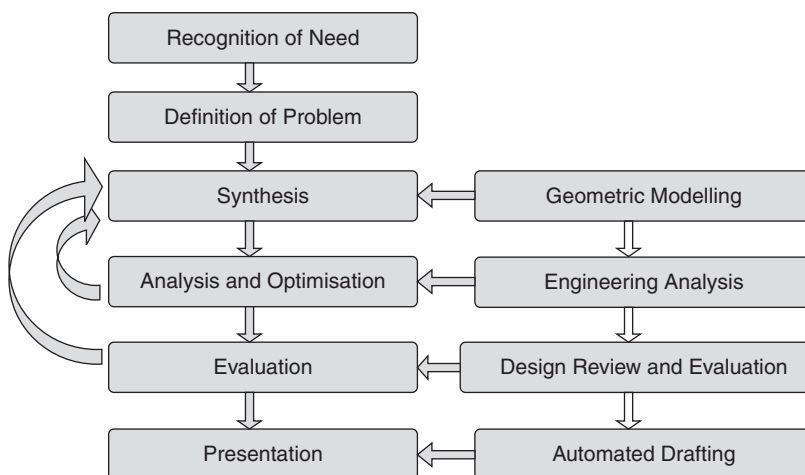 Recognition of Need
Definition of Problem
Synthesis
Geometric Modelling
Analysis and Optimisation
Engineering Analysis
Evaluation
Design Review and Evaluation
Presentation
Automated Drafting